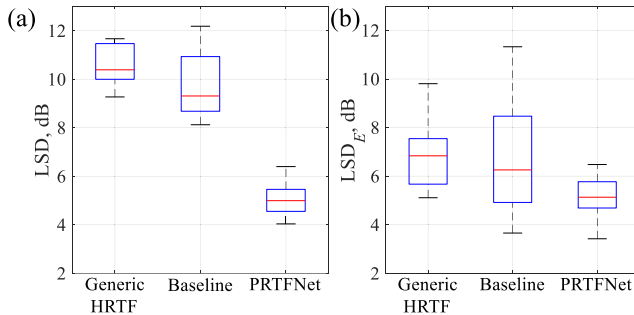 (a)
LSD, dB
12
10
8
6
4
2
Generic
HRTF
Baseline
PRTFNet
(b)
LSD_E, dB
12
10
8
6
4
2
Generic
HRTF
Baseline
PRTFNet